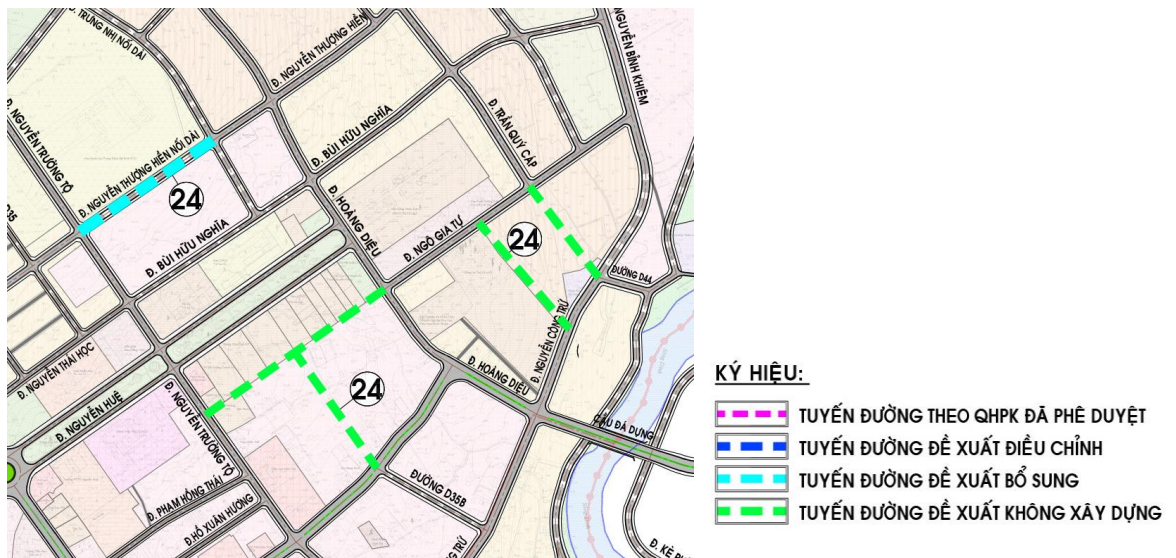 Đ. TRƯNG NHỊ NỐI DÀI
Đ. NGUYỄN THƯỢNG HIỀN
NGUYỄN BỈNH KHIÊM
Đ. NGUYỄN TRƯỜNG TỘ
Đ. NGUYỄN THƯỢNG HIỀN NỐI DÀI
Đ. BÙI HỮU NGHĨA
Đ. TRẦN QUÝ CÁP
24
Đ. HOÀNG DIỆU
Đ. NGÔ GIA TỰ
24
Đ. BÙI HỮU NGHĨA
ĐƯỜNG D44
Đ. NGUYỄN CÔNG TRỨ
Đ. NGUYỄN THÁI HỌC
Đ. NGUYỄN HUỆ
Đ. HOÀNG DIỆU
24
CẦU ĐÁ DỰNG
Đ. NGUYỄN TRƯỜNG TỘ
Đ. PHẠM HỒNG THÁI
Đ. HỒ XUÂN HƯƠNG
ĐƯỜNG D35B
KÝ HIỆU:
TUYẾN ĐƯỜNG THEO QHPK ĐÃ PHÊ DUYỆT
TUYẾN ĐƯỜNG ĐỀ XUẤT ĐIỀU CHỈNH
TUYẾN ĐƯỜNG ĐỀ XUẤT BỔ SUNG
TUYẾN ĐƯỜNG ĐỀ XUẤT KHÔNG XÂY DỰNG